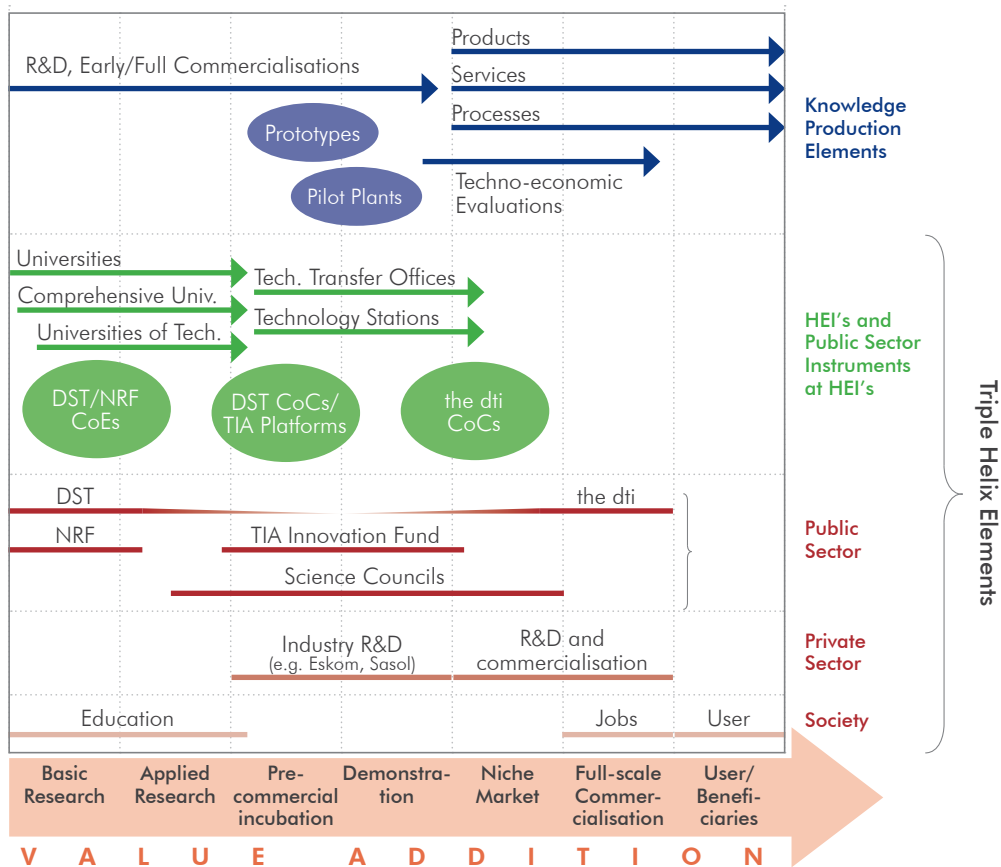 Products
R&D, Early/Full Commercialisations
Services
Processes
Prototypes
Pilot Plants
Techno-economic
Evaluations
Knowledge
Production
Elements
Universities
Comprehensive Univ.
Universities of Tech.
Tech. Transfer Offices
Technology Stations
DST/NRF
CoEs
DST CoCs/
TIA Platforms
the dti
CoCs
HEI's and
Public Sector
Instruments
at HEI's
DST
the dti
NRF
TIA Innovation Fund
Science Councils
Public
Sector
Industry R&D
(e.g. Eskom, Sasol)
R&D and
commercialisation
Private
Sector
Education
Jobs
User
Society
Triple Helix Elements
Basic
Research
Applied
Research
Pre-
commercial
incubation
Demonstra-
tion
Niche
Market
Full-scale
Commer-
cialisation
User/
Benefi-
ciaries
VALUE ADDITION